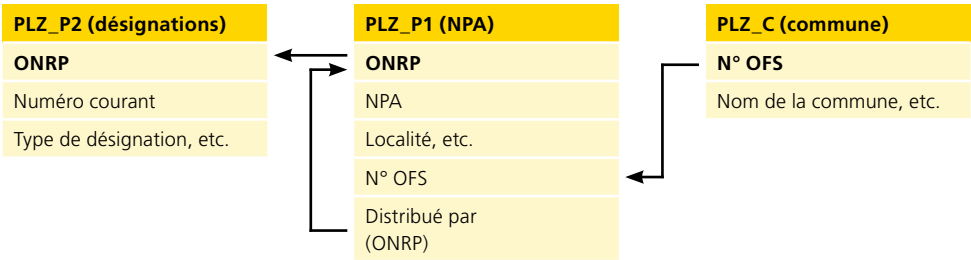 PLZ_P2 (désignations)
ONRP
Numéro courant
Type de désignation, etc.
PLZ_P1 (NPA)
ONRP
NPA
Localité, etc.
N° OFS
Distribué par
(ONRP)
PLZ_C (commune)
N° OFS
Nom de la commune, etc.